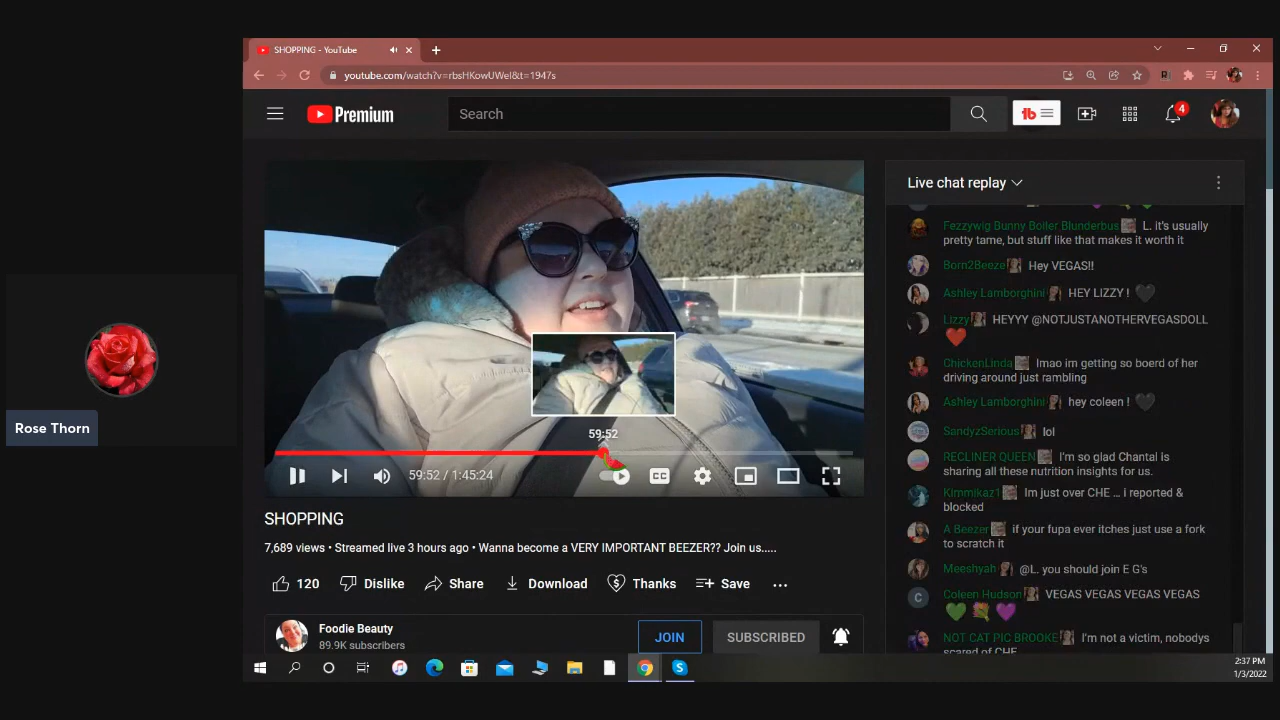 SHOPPING - YouTube
youtube.com/watch?v=rbsHKowUWeI&t=1947s
Premium
Search
4
Live chat replay
Fezzywig Bunny Boiler Blunderbus L. it's usually
pretty tame, but stuff like that makes it worth it
Born2Beeze Hey VEGAS!!
Ashley Lamborghini HEY LIZZY !
Lizzy HEYYY @NOTJUSTANOTHERVEGASDOLL
ChickenLinda lmao im getting so boerd of her
driving around just rambling
Ashley Lamborghini hey coleen !
SandyzSerious lol
RECLINER QUEEN I'm so glad Chantal is
sharing all these nutrition insights for us.
Kimmikaz1 Im just over CHE ... i reported &
blocked
A Beezer if your fupa ever itches just use a fork
to scratch it
Meeshyah @L. you should join E G's
C
Coleen Hudson VEGAS VEGAS VEGAS VEGAS
NOT CAT PIC BROOKE I'm not a victim, nobodys
scared of CHE
59:52
59:52 / 1:45:24
CC
SHOPPING
7,689 views • Streamed live 3 hours ago • Wanna become a VERY IMPORTANT BEEZER?? Join us.....
120 Dislike Share Download Thanks Save
Foodie Beauty
89.9K subscribers
JOIN
SUBSCRIBED
Rose Thorn
2:37 PM
1/3/2022